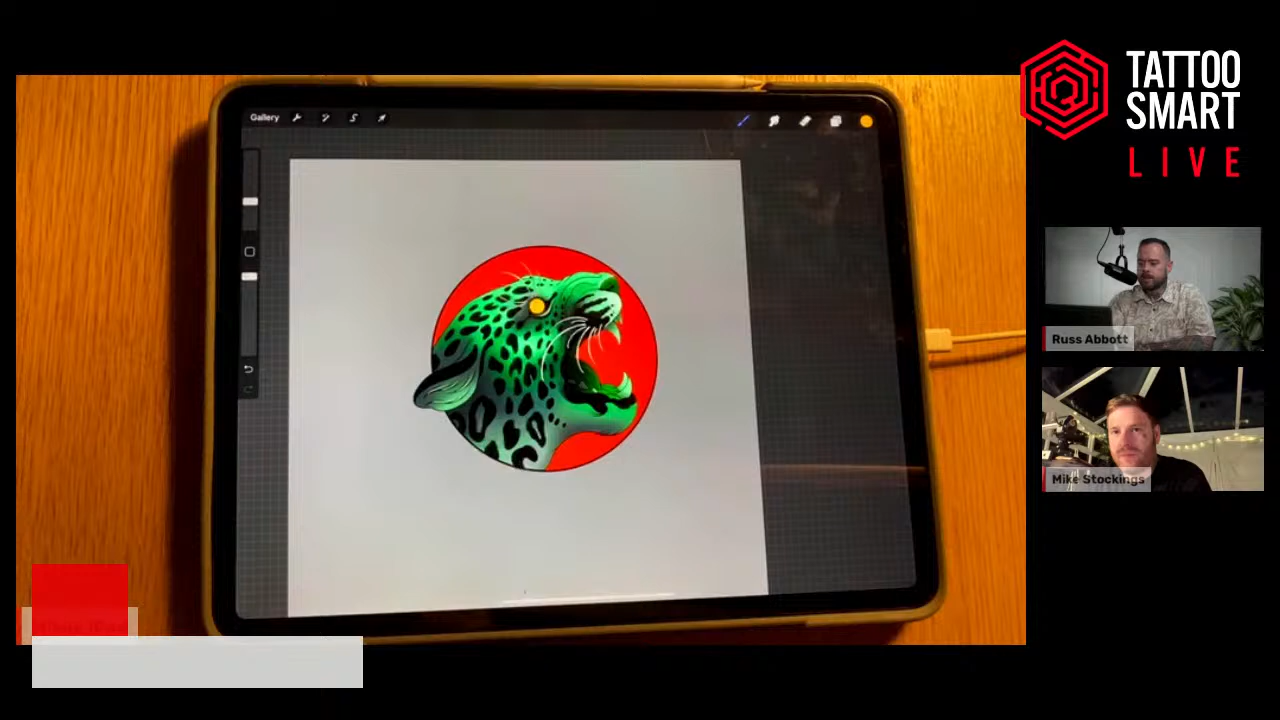 Gallery
TATTOO
SMART
LIVE
Russ Abbott
Mike Stockings